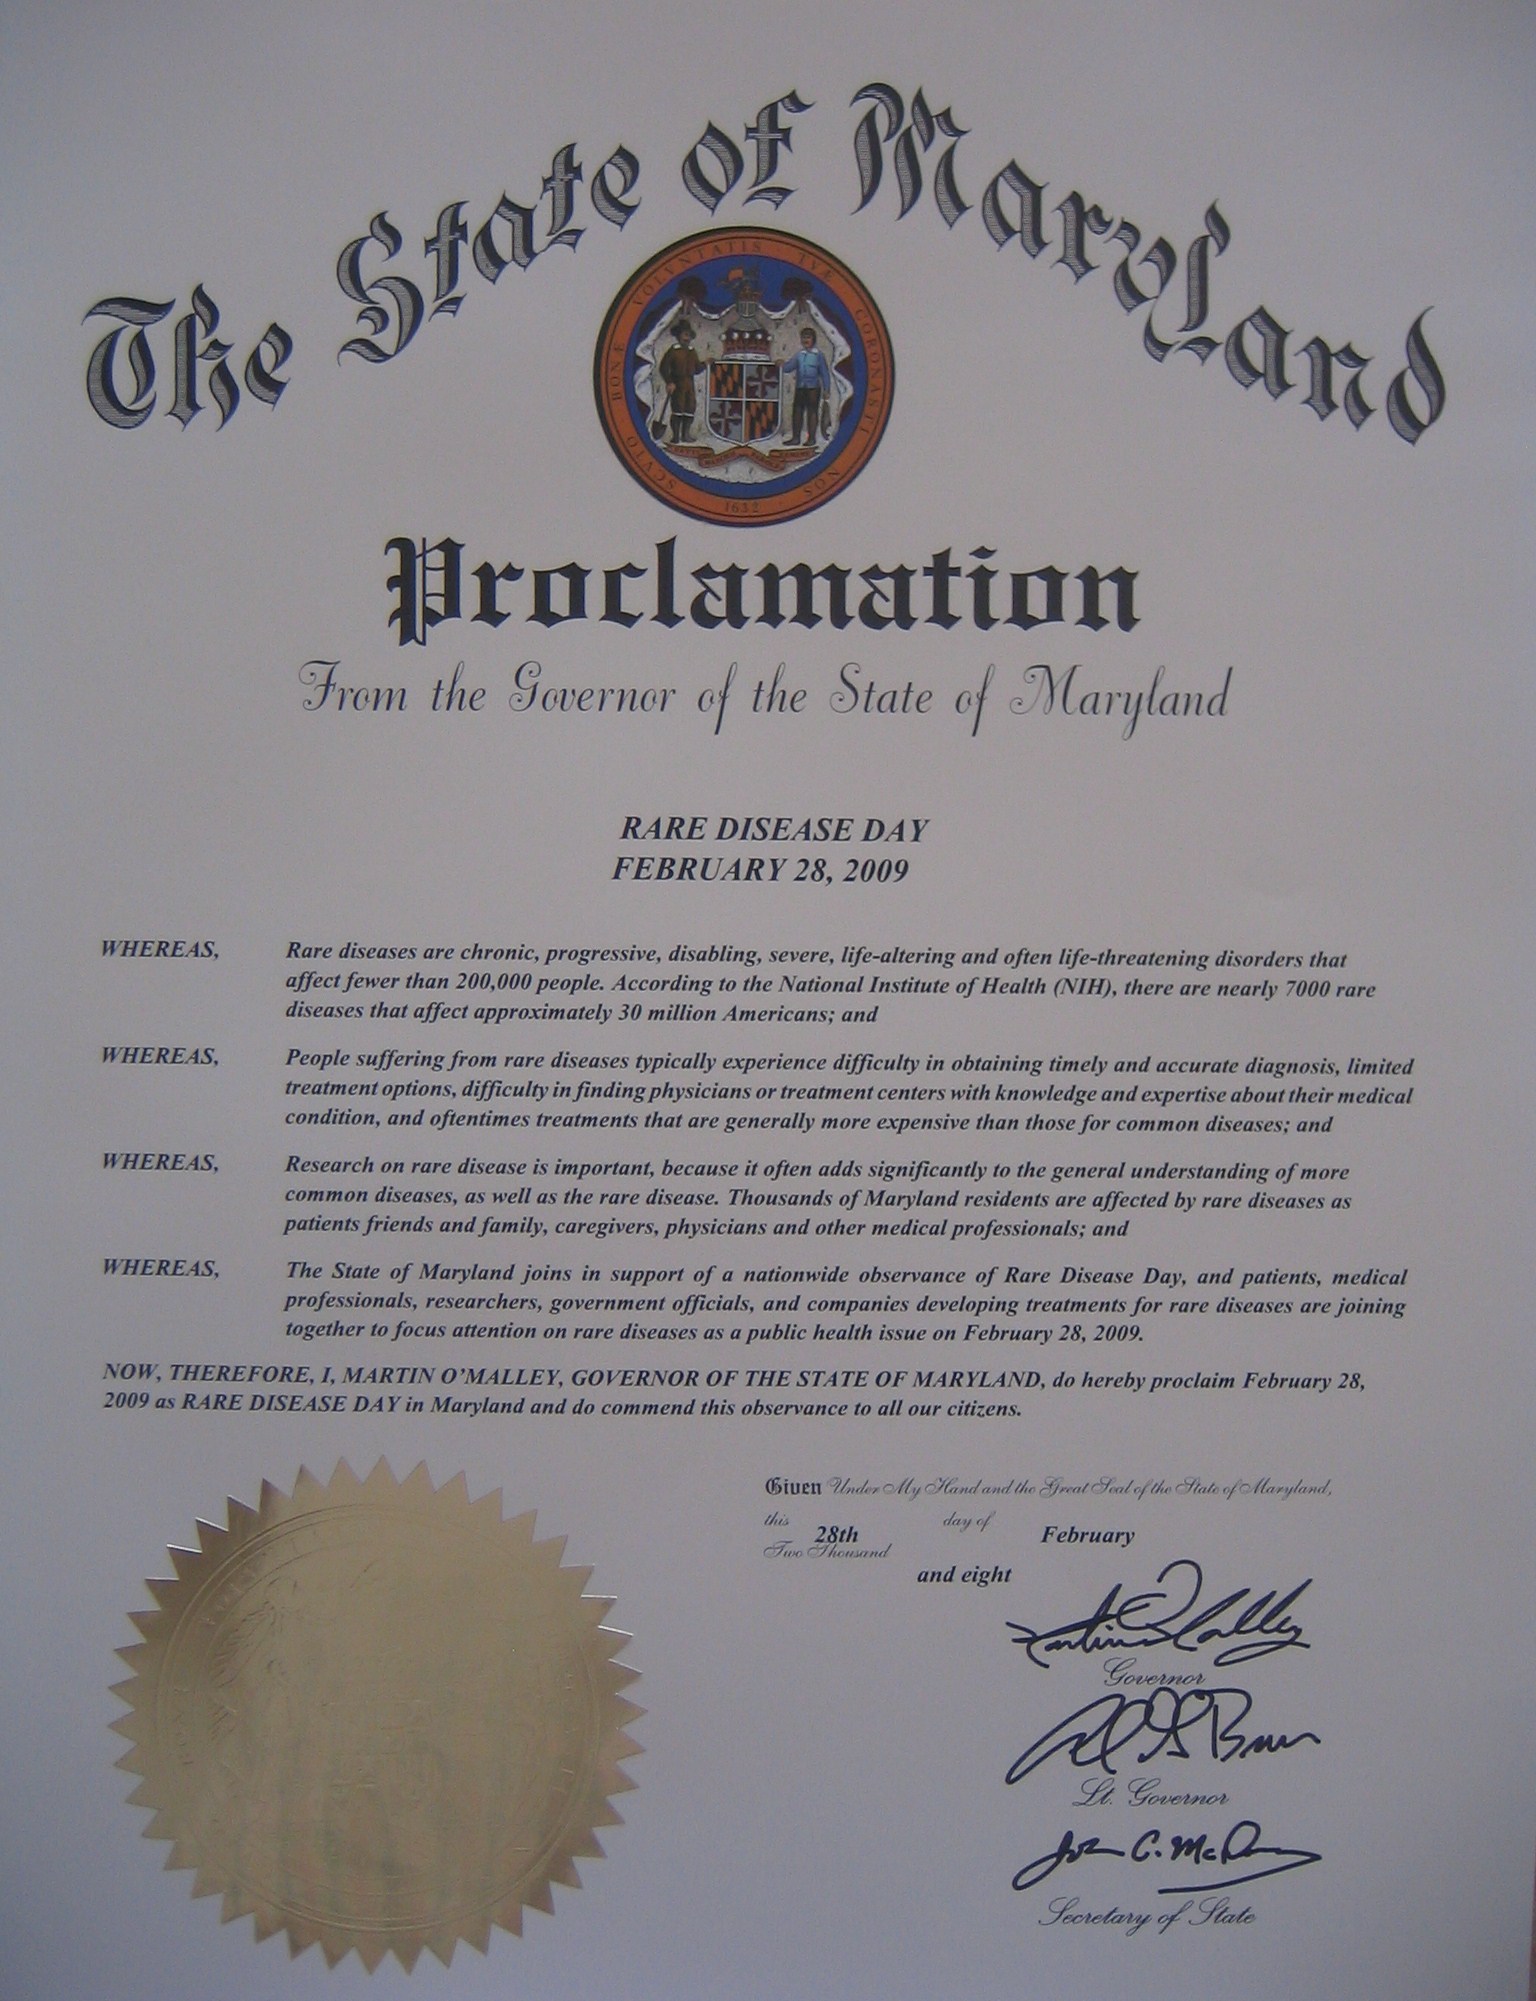 The State of Maryland
SCVTO BONÆ VOLVNTATIS TVÆ CORONASTI NOS
1632
Proclamation
From the Governor of the State of Maryland
RARE DISEASE DAY
FEBRUARY 28, 2009
WHEREAS, Rare diseases are chronic, progressive, disabling, severe, life-altering and often life-threatening disorders that
affect fewer than 200,000 people. According to the National Institute of Health (NIH), there are nearly 7000 rare
diseases that affect approximately 30 million Americans; and
WHEREAS, People suffering from rare diseases typically experience difficulty in obtaining timely and accurate diagnosis, limited
treatment options, difficulty in finding physicians or treatment centers with knowledge and expertise about their medical
condition, and oftentimes treatments that are generally more expensive than those for common diseases; and
WHEREAS, Research on rare disease is important, because it often adds significantly to the general understanding of more
common diseases, as well as the rare disease. Thousands of Maryland residents are affected by rare diseases as
patients friends and family, caregivers, physicians and other medical professionals; and
WHEREAS, The State of Maryland joins in support of a nationwide observance of Rare Disease Day, and patients, medical
professionals, researchers, government officials, and companies developing treatments for rare diseases are joining
together to focus attention on rare diseases as a public health issue on February 28, 2009.
NOW, THEREFORE, I, MARTIN O’MALLEY, GOVERNOR OF THE STATE OF MARYLAND, do hereby proclaim February 28,
2009 as RARE DISEASE DAY in Maryland and do commend this observance to all our citizens.
Given Under My Hand and the Great Seal of the State of Maryland,
this 28th day of February
Two Thousand and eight
Martin O'Malley
Governor
Lt. Governor
John C. McD
Secretary of State